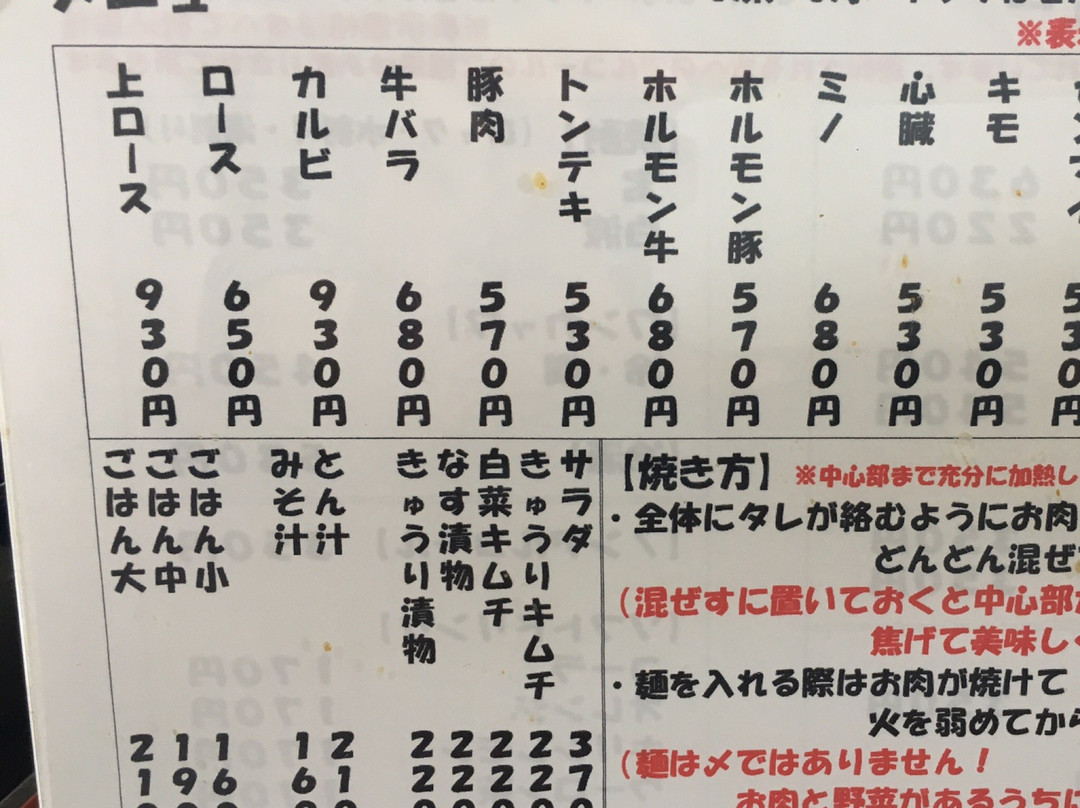 ※表
キモ 530円
心臓 530円
ミノ 680円
ホルモン豚 570円
ホルモン牛 680円
トンテキ 530円
豚肉 570円
牛バラ 680円
カルビ 930円
ロース 650円
上ロース 930円
サラダ 37
きゅうりキムチ 22
白菜キムチ 22
なす漬物 22
きゅうり漬物 22
とん汁 21
みそ汁 16
ごはん小 16
ごはん中 19
ごはん大 21
【焼き方】 ※中心部まで充分に加熱し
・全体にタレが絡むようにお肉
どんどん混ぜ
(混ぜずに置いておくと中心部
焦げて美味し
・麺を入れる際はお肉が焼けて
火を弱めてから
(麺は〆ではありません!
お肉と野菜があるうちに